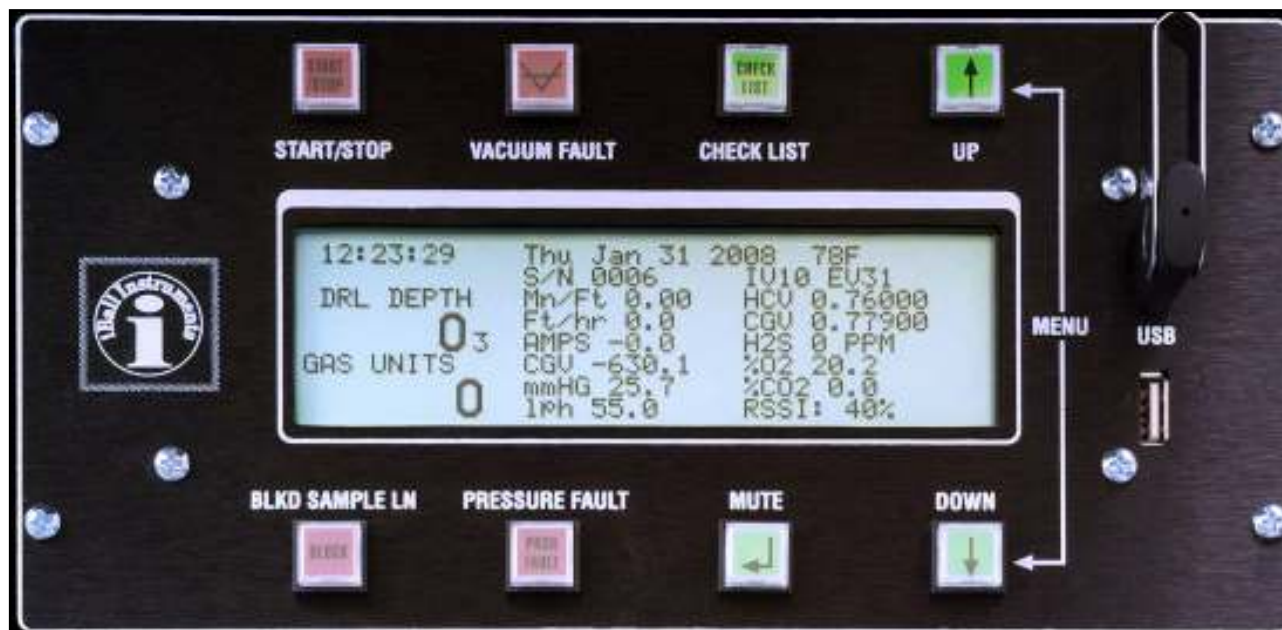 START /STOP
CHECK LIST
START/STOP VACUUM FAULT CHECK LIST UP
12:23:29 Thu Jan 31 2008 78F
S/N 0006 IV10 EV31
DRL DEPTH Mn/Ft 0.00 HCV 0.76000
0 3 Ft/hr 0.0 CGV 0.77900
AMPS -0.0 H2S 0 PPM
GAS UNITS CGV -630.1 %O2 20.2
0 mmHG 25.7 %CO2 0.0
lph 55.0 RSSI: 40%
iBall Instruments
i
MENU
USB
BLKD SAMPLE LN PRESSURE FAULT MUTE DOWN
BLOCK
FAULT